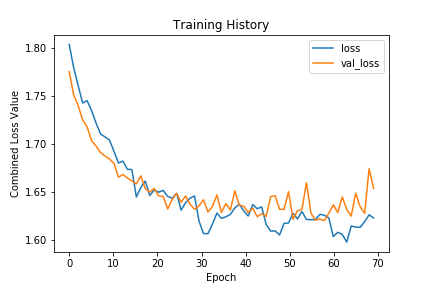 Training History
loss
val_loss
Combined Loss Value
1.80
1.75
1.70
1.65
1.60
0 10 20 30 40 50 60 70
Epoch